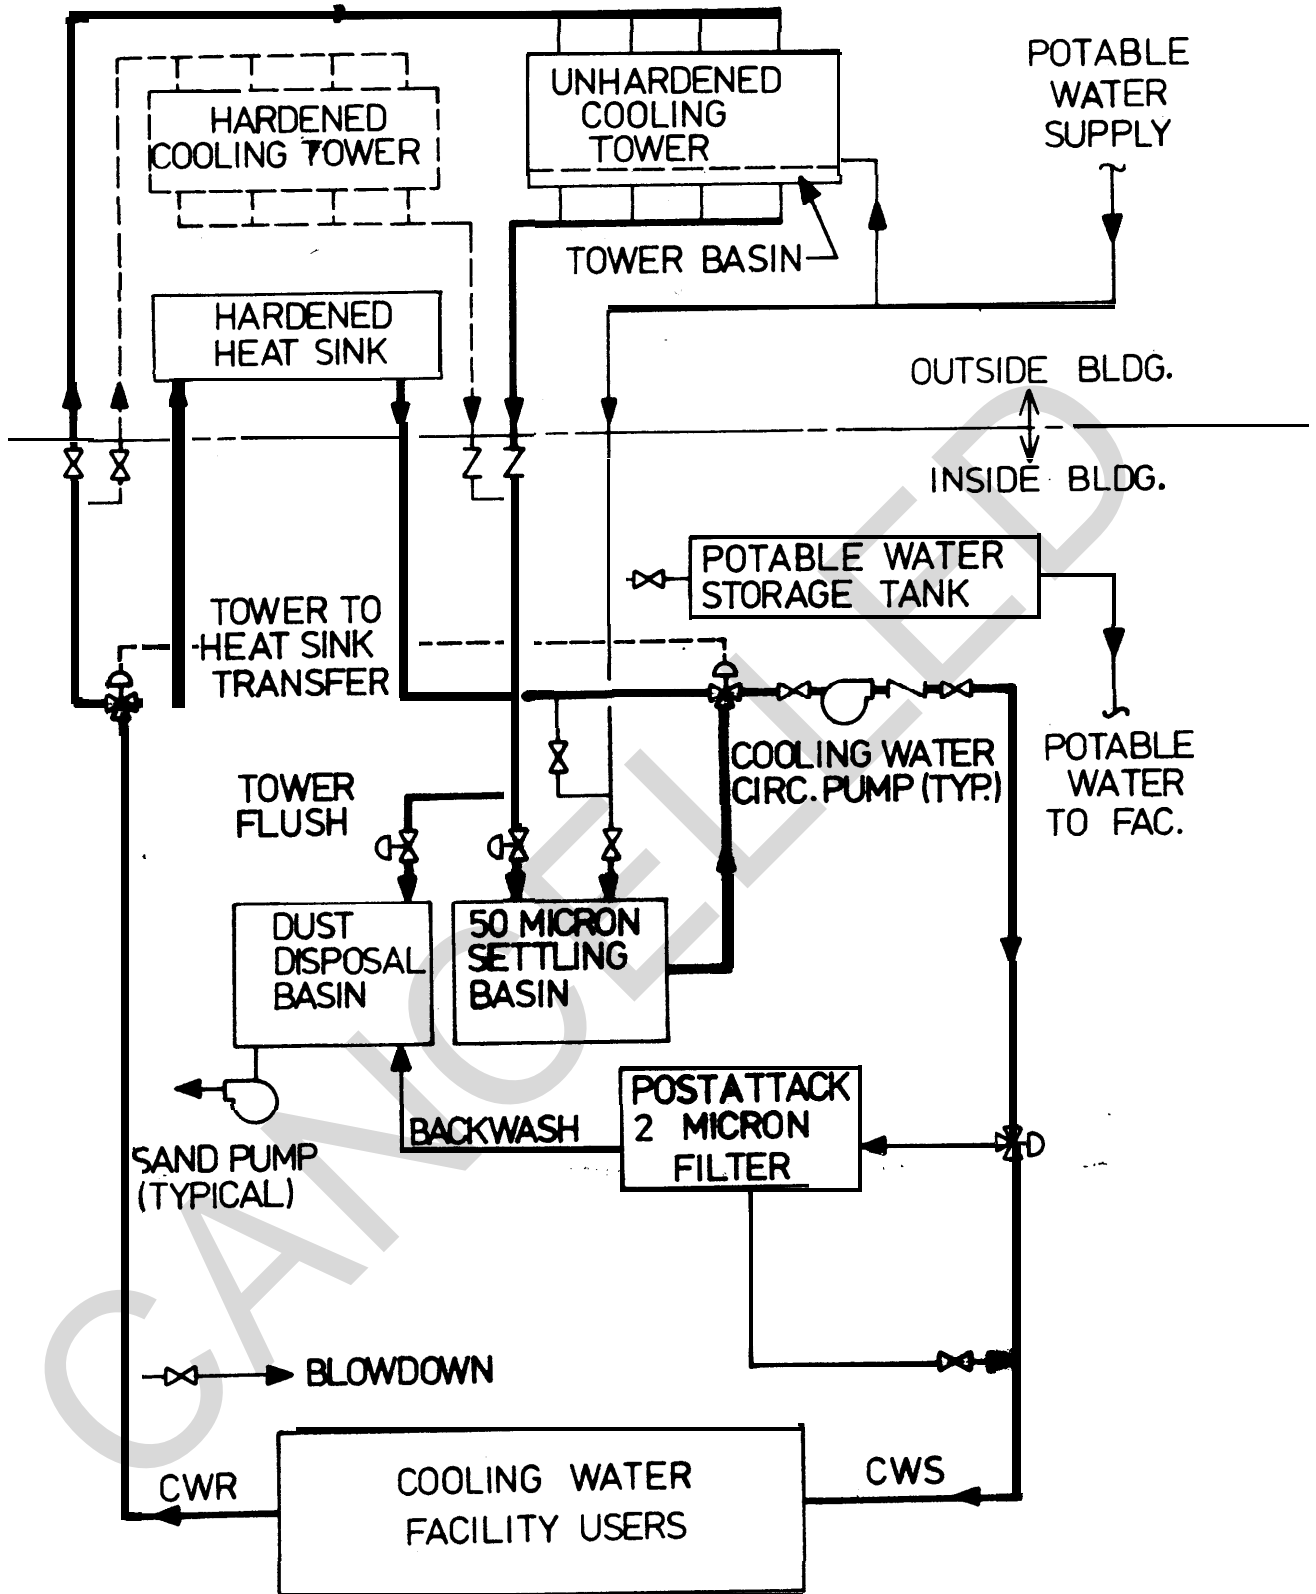 UNHARDENED
COOLING
TOWER
POTABLE
WATER
SUPPLY
HARDENED
COOLING TOWER
TOWER BASIN
HARDENED
HEAT SINK
OUTSIDE BLDG.
INSIDE BLDG.
POTABLE WATER
STORAGE TANK
TOWER TO
HEAT SINK
TRANSFER
COOLING WATER
CIRC. PUMP (TYP.)
POTABLE
WATER
TO FAC.
TOWER
FLUSH
DUST
DISPOSAL
BASIN
50 MICRON
SETTLING
BASIN
POSTATTACK
2 MICRON
FILTER
BACKWASH
SAND PUMP
(TYPICAL)
BLOWDOWN
CWR
COOLING WATER
FACILITY USERS
CWS
CANCELLED